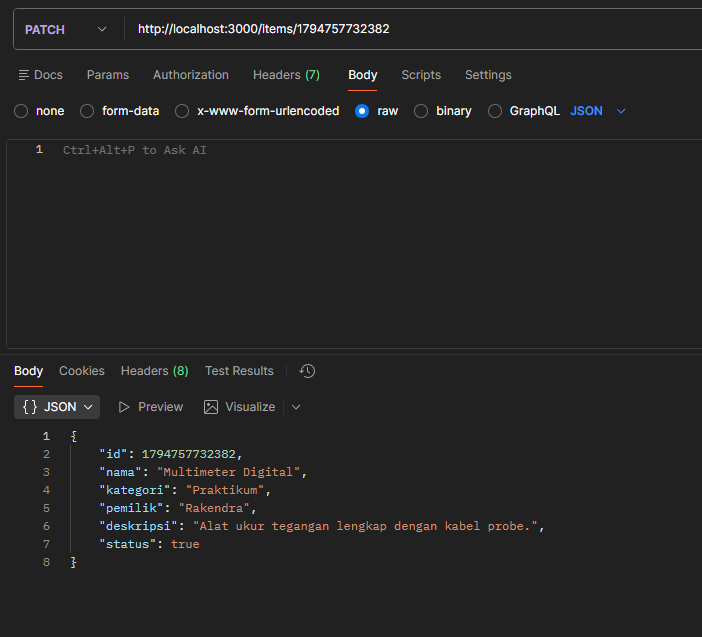 PATCH http://localhost:3000/items/1794757732382
Docs Params Authorization Headers (7) Body Scripts Settings
none form-data x-www-form-urlencoded raw binary GraphQL JSON
1 Ctrl+Alt+P to Ask AI
Body Cookies Headers (8) Test Results
{} JSON Preview Visualize
1 {
2 "id": 1794757732382,
3 "nama": "Multimeter Digital",
4 "kategori": "Praktikum",
5 "pemilik": "Rakendra",
6 "deskripsi": "Alat ukur tegangan lengkap dengan kabel probe.",
7 "status": true
8 }